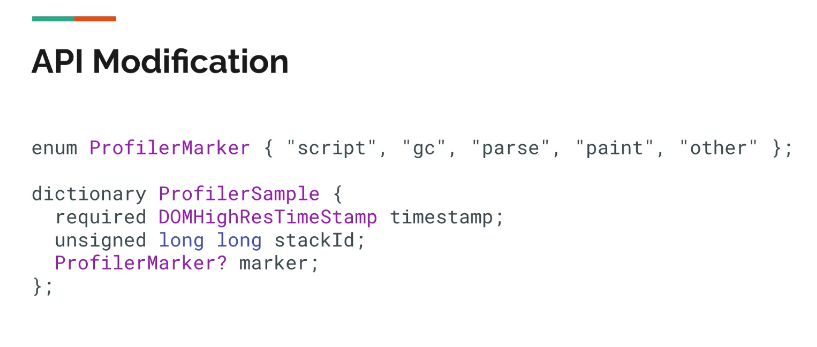 API Modification
enum ProfilerMarker { "script", "gc", "parse", "paint", "other" };
dictionary ProfilerSample {
required DOMHighResTimeStamp timestamp;
unsigned long long stackId;
ProfilerMarker? marker;
};